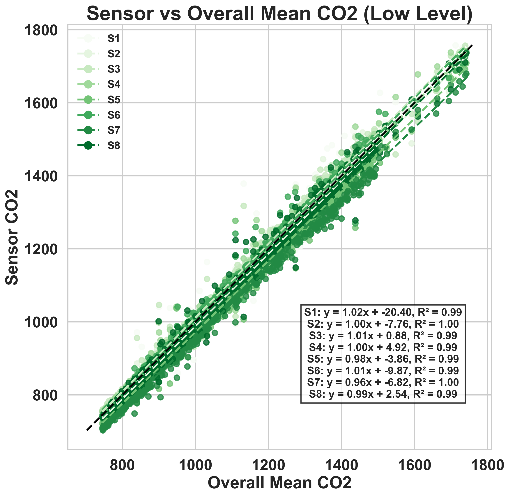 Sensor vs Overall Mean CO2 (Low Level)
S1
S2
S3
S4
S5
S6
S7
S8
1800
1600
1400
1200
1000
800
Sensor CO2
S1: y = 1.02x + -20.40, R² = 0.99
S2: y = 1.00x + -7.76, R² = 1.00
S3: y = 1.01x + 0.88, R² = 0.99
S4: y = 1.00x + 4.92, R² = 0.99
S5: y = 0.98x + -3.86, R² = 0.99
S6: y = 1.01x + -9.87, R² = 0.99
S7: y = 0.96x + -6.82, R² = 1.00
S8: y = 0.99x + 2.54, R² = 0.99
800 1000 1200 1400 1600 1800
Overall Mean CO2